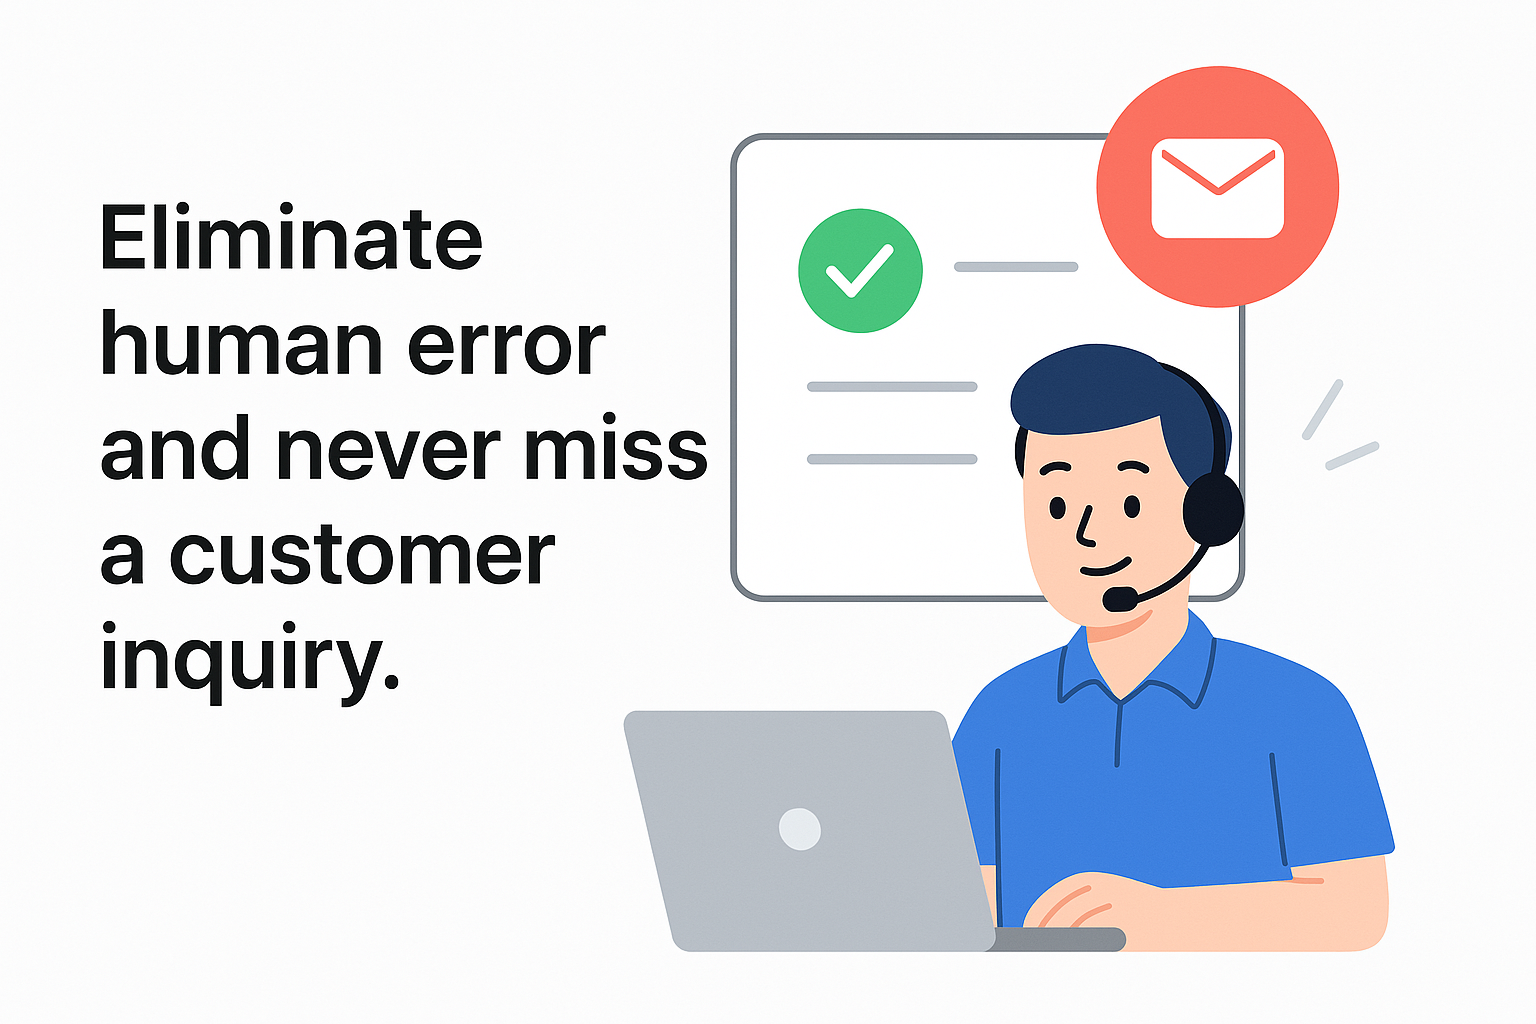 Eliminate
human error
and never miss
a customer
inquiry.